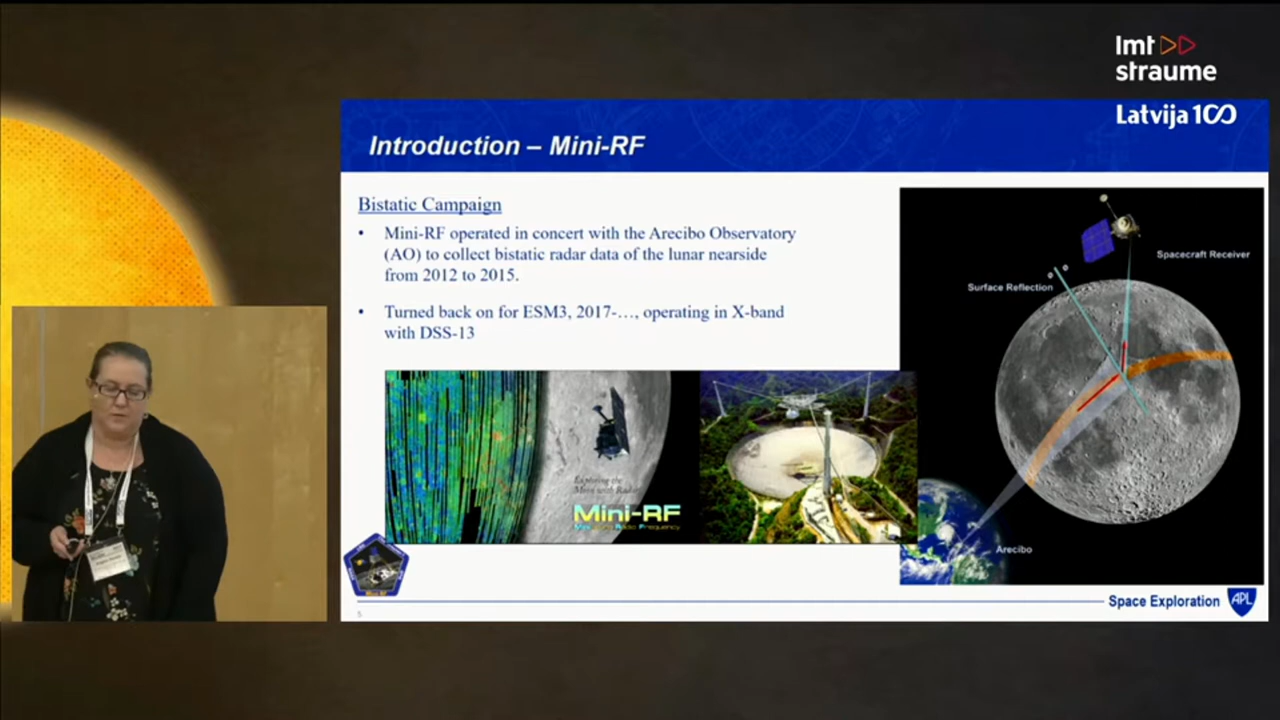 lmt
straume
Latvija 100
Introduction – Mini-RF
Bistatic Campaign
• Mini-RF operated in concert with the Arecibo Observatory
(AO) to collect bistatic radar data of the lunar nearside
from 2012 to 2015.
• Turned back on for ESM3, 2017-…, operating in X-band
with DSS-13
Exploring the
Moon with Radar
Mini-RF
Miniature Radio Frequency
Spacecraft Receiver
Surface Reflection
Arecibo
Mini RF
5
Space Exploration
APL